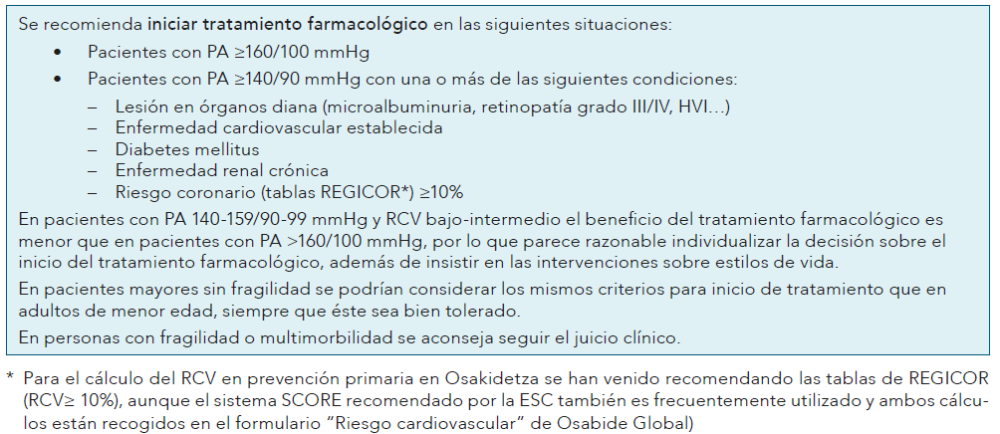 Se recomienda iniciar tratamiento farmacológico en las siguientes situaciones:
• Pacientes con PA ≥160/100 mmHg
• Pacientes con PA ≥140/90 mmHg con una o más de las siguientes condiciones:
– Lesión en órganos diana (microalbuminuria, retinopatía grado III/IV, HVI…)
– Enfermedad cardiovascular establecida
– Diabetes mellitus
– Enfermedad renal crónica
– Riesgo coronario (tablas REGICOR*) ≥10%
En pacientes con PA 140-159/90-99 mmHg y RCV bajo-intermedio el beneficio del tratamiento farmacológico es
menor que en pacientes con PA >160/100 mmHg, por lo que parece razonable individualizar la decisión sobre el
inicio del tratamiento farmacológico, además de insistir en las intervenciones sobre estilos de vida.
En pacientes mayores sin fragilidad se podrían considerar los mismos criterios para inicio de tratamiento que en
adultos de menor edad, siempre que éste sea bien tolerado.
En personas con fragilidad o multimorbilidad se aconseja seguir el juicio clínico.
* Para el cálculo del RCV en prevención primaria en Osakidetza se han venido recomendando las tablas de REGICOR
(RCV≥ 10%), aunque el sistema SCORE recomendado por la ESC también es frecuentemente utilizado y ambos cálcu-
los están recogidos en el formulario “Riesgo cardiovascular” de Osabide Global)